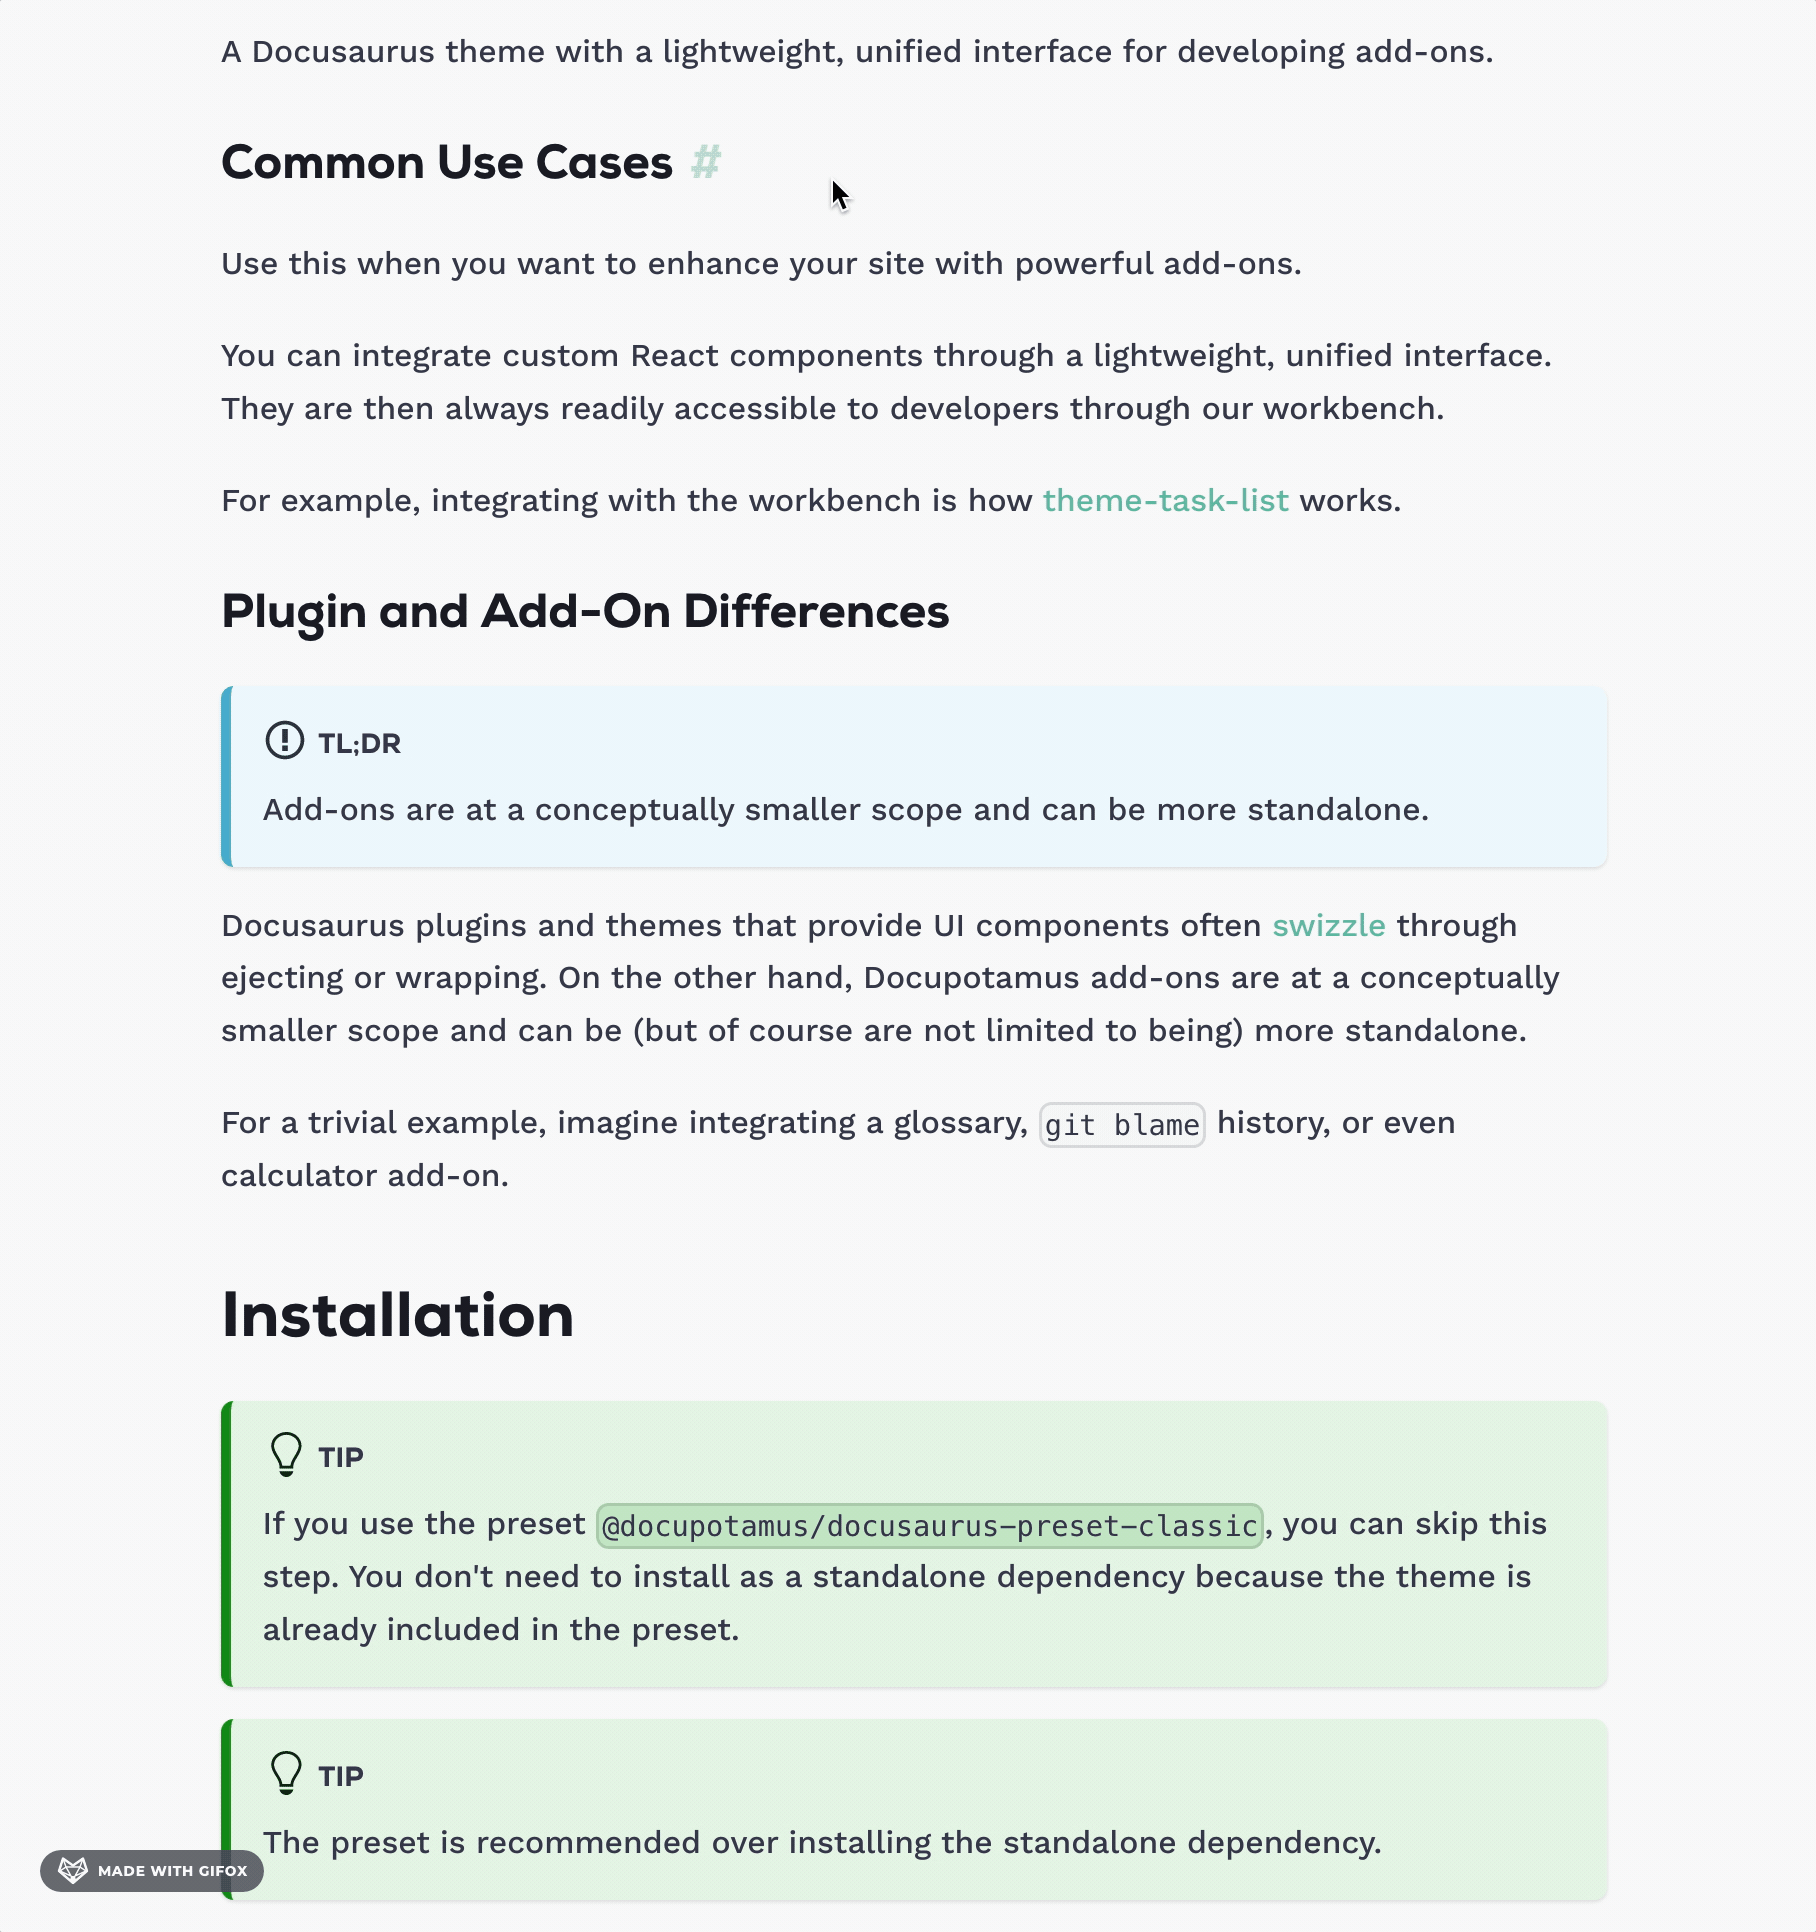 A Docusaurus theme with a lightweight, unified interface for developing add-ons.
Common Use Cases #
Use this when you want to enhance your site with powerful add-ons.
You can integrate custom React components through a lightweight, unified interface.
They are then always readily accessible to developers through our workbench.
For example, integrating with the workbench is how theme-task-list works.
Plugin and Add-On Differences
TL;DR
Add-ons are at a conceptually smaller scope and can be more standalone.
Docusaurus plugins and themes that provide UI components often swizzle through
ejecting or wrapping. On the other hand, Docupotamus add-ons are at a conceptually
smaller scope and can be (but of course are not limited to being) more standalone.
For a trivial example, imagine integrating a glossary, git blame history, or even
calculator add-on.
Installation
TIP
If you use the preset @docupotamus/docusaurus-preset-classic, you can skip this
step. You don't need to install as a standalone dependency because the theme is
already included in the preset.
TIP
The preset is recommended over installing the standalone dependency.
MADE WITH GIFOX